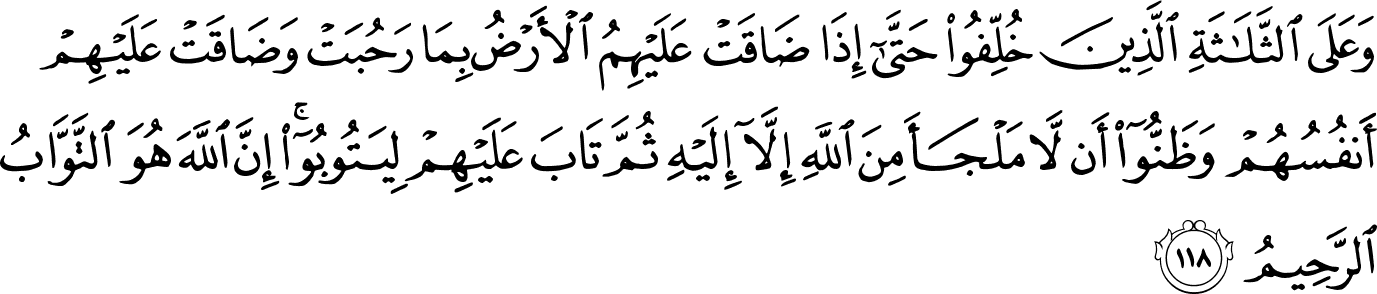 وَعَلَى ٱلثَّلَـٰثَةِ ٱلَّذِينَ خُلِّفُوا۟ حَتَّىٰٓ إِذَا ضَاقَتْ عَلَيْهِمُ ٱلْأَرْضُ بِمَا رَحُبَتْ وَضَاقَتْ عَلَيْهِمْ
أَنفُسُهُمْ وَظَنُّوٓا۟ أَن لَّا مَلْجَأَ مِنَ ٱللَّهِ إِلَّآ إِلَيْهِ ثُمَّ تَابَ عَلَيْهِمْ لِيَتُوبُوٓا۟ ۚ إِنَّ ٱللَّهَ هُوَ ٱلتَّوَّابُ
ٱلرَّحِيمُ ١١٨